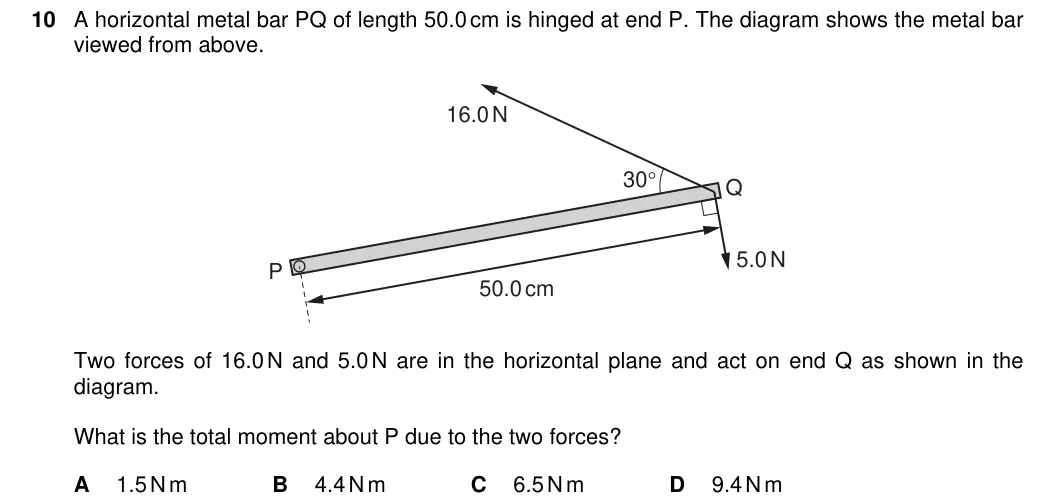 10 A horizontal metal bar PQ of length 50.0 cm is hinged at end P. The diagram shows the metal bar
viewed from above.
16.0 N
30°
Q
P
5.0 N
50.0 cm
Two forces of 16.0 N and 5.0 N are in the horizontal plane and act on end Q as shown in the
diagram.
What is the total moment about P due to the two forces?
A 1.5 N m B 4.4 N m C 6.5 N m D 9.4 N m